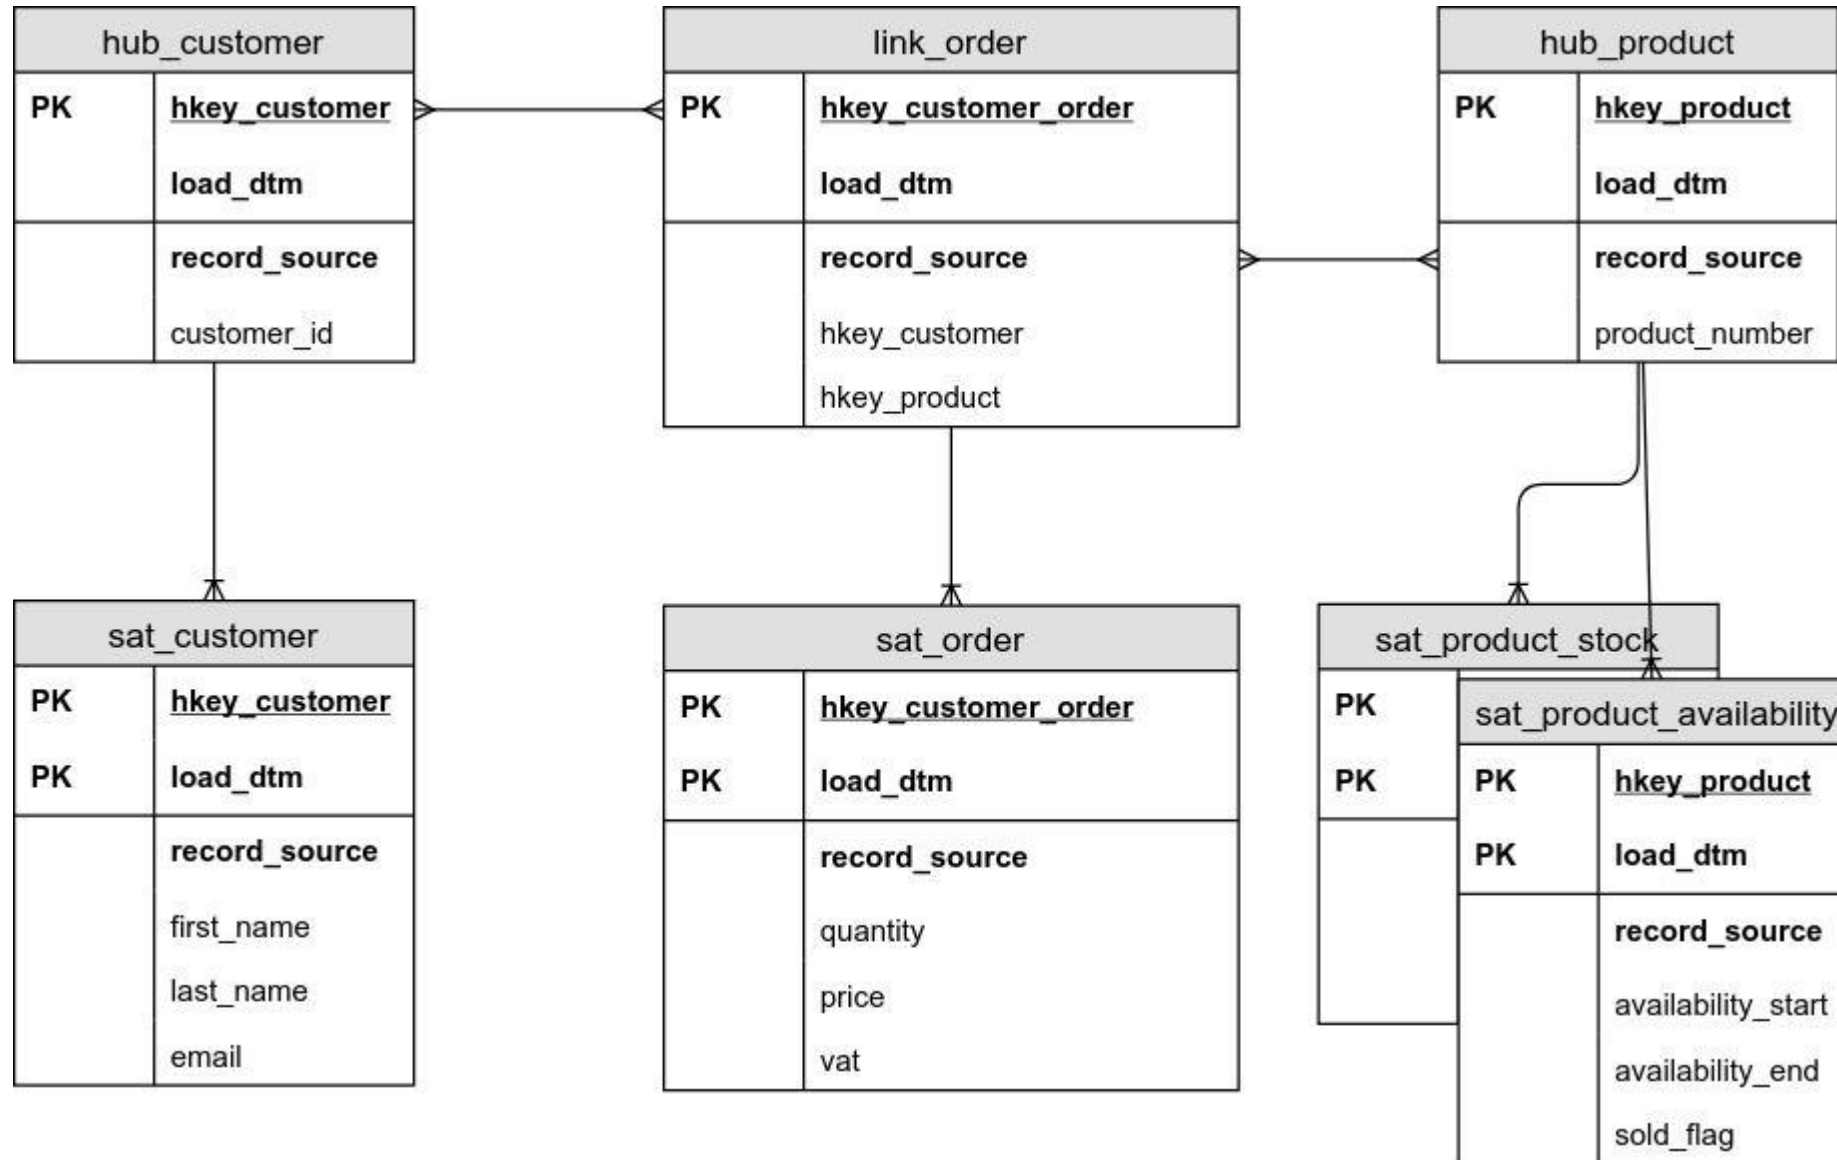 hub_customer
PK hkey_customer
load_dtm
record_source
customer_id
link_order
PK hkey_customer_order
load_dtm
record_source
hkey_customer
hkey_product
hub_product
PK hkey_product
load_dtm
record_source
product_number
sat_customer
PK hkey_customer
PK load_dtm
record_source
first_name
last_name
email
sat_order
PK hkey_customer_order
PK load_dtm
record_source
quantity
price
vat
sat_product_stock
PK
PK
sat_product_availability
PK hkey_product
PK load_dtm
record_source
availability_start
availability_end
sold_flag